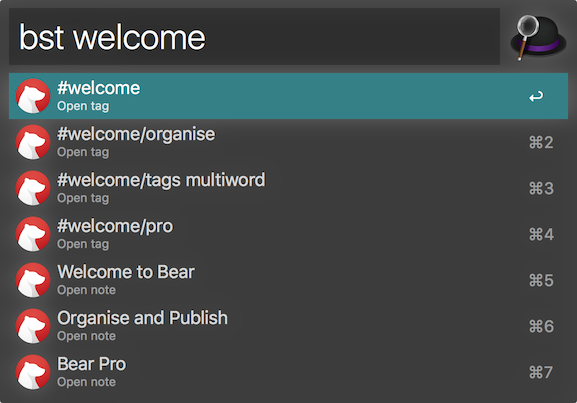 bst welcome
#welcome
Open tag
↩
#welcome/organise
Open tag
⌘2
#welcome/tags multiword
Open tag
⌘3
#welcome/pro
Open tag
⌘4
Welcome to Bear
Open note
⌘5
Organise and Publish
Open note
⌘6
Bear Pro
Open note
⌘7